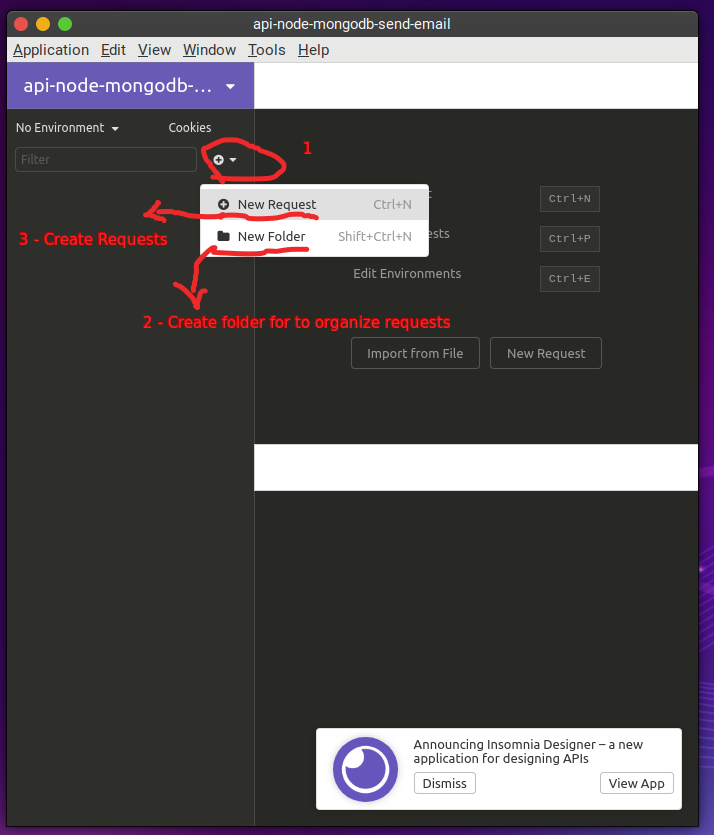 api-node-mongodb-send-email
Application Edit View Window Tools Help
api-node-mongodb-...
No Environment Cookies
Filter
1
New Request Ctrl+N
New Folder Shift+Ctrl+N
Ctrl+N
Ctrl+P
Edit Environments Ctrl+E
3 - Create Requests
2 - Create folder for to organize requests
Import from File New Request
Announcing Insomnia Designer – a new
application for designing APIs
Dismiss View App